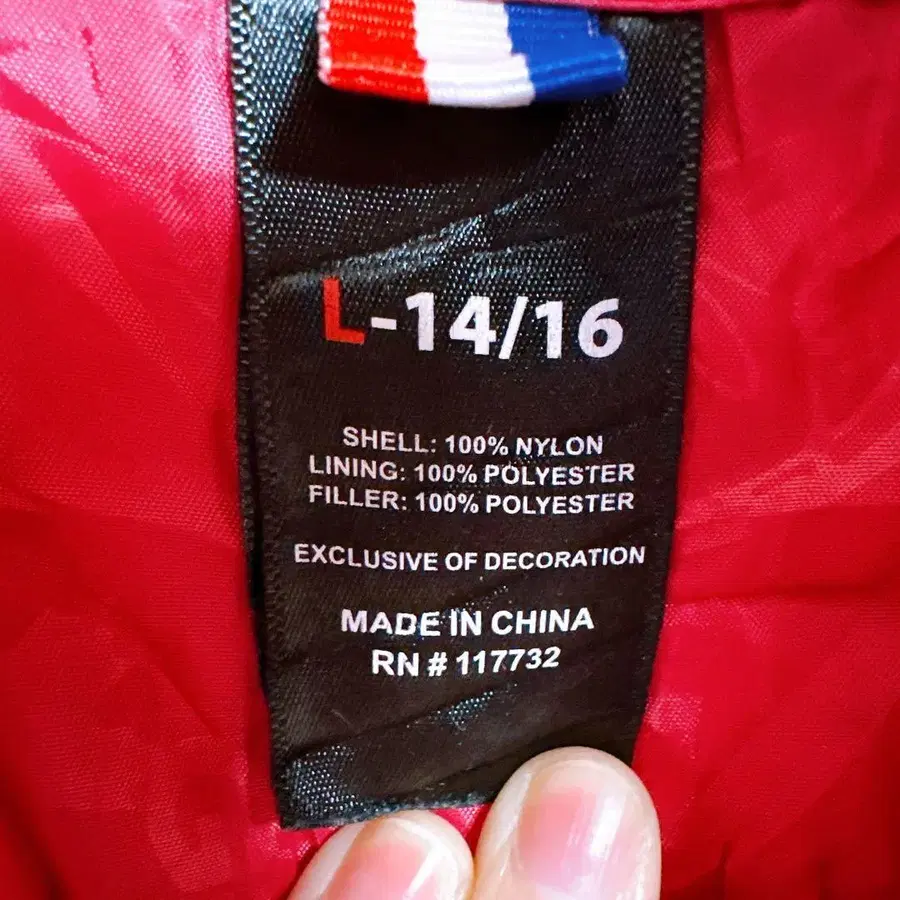 L-14/16
SHELL: 100% NYLON
LINING: 100% POLYESTER
FILLER: 100% POLYESTER
EXCLUSIVE OF DECORATION
MADE IN CHINA
RN # 117732